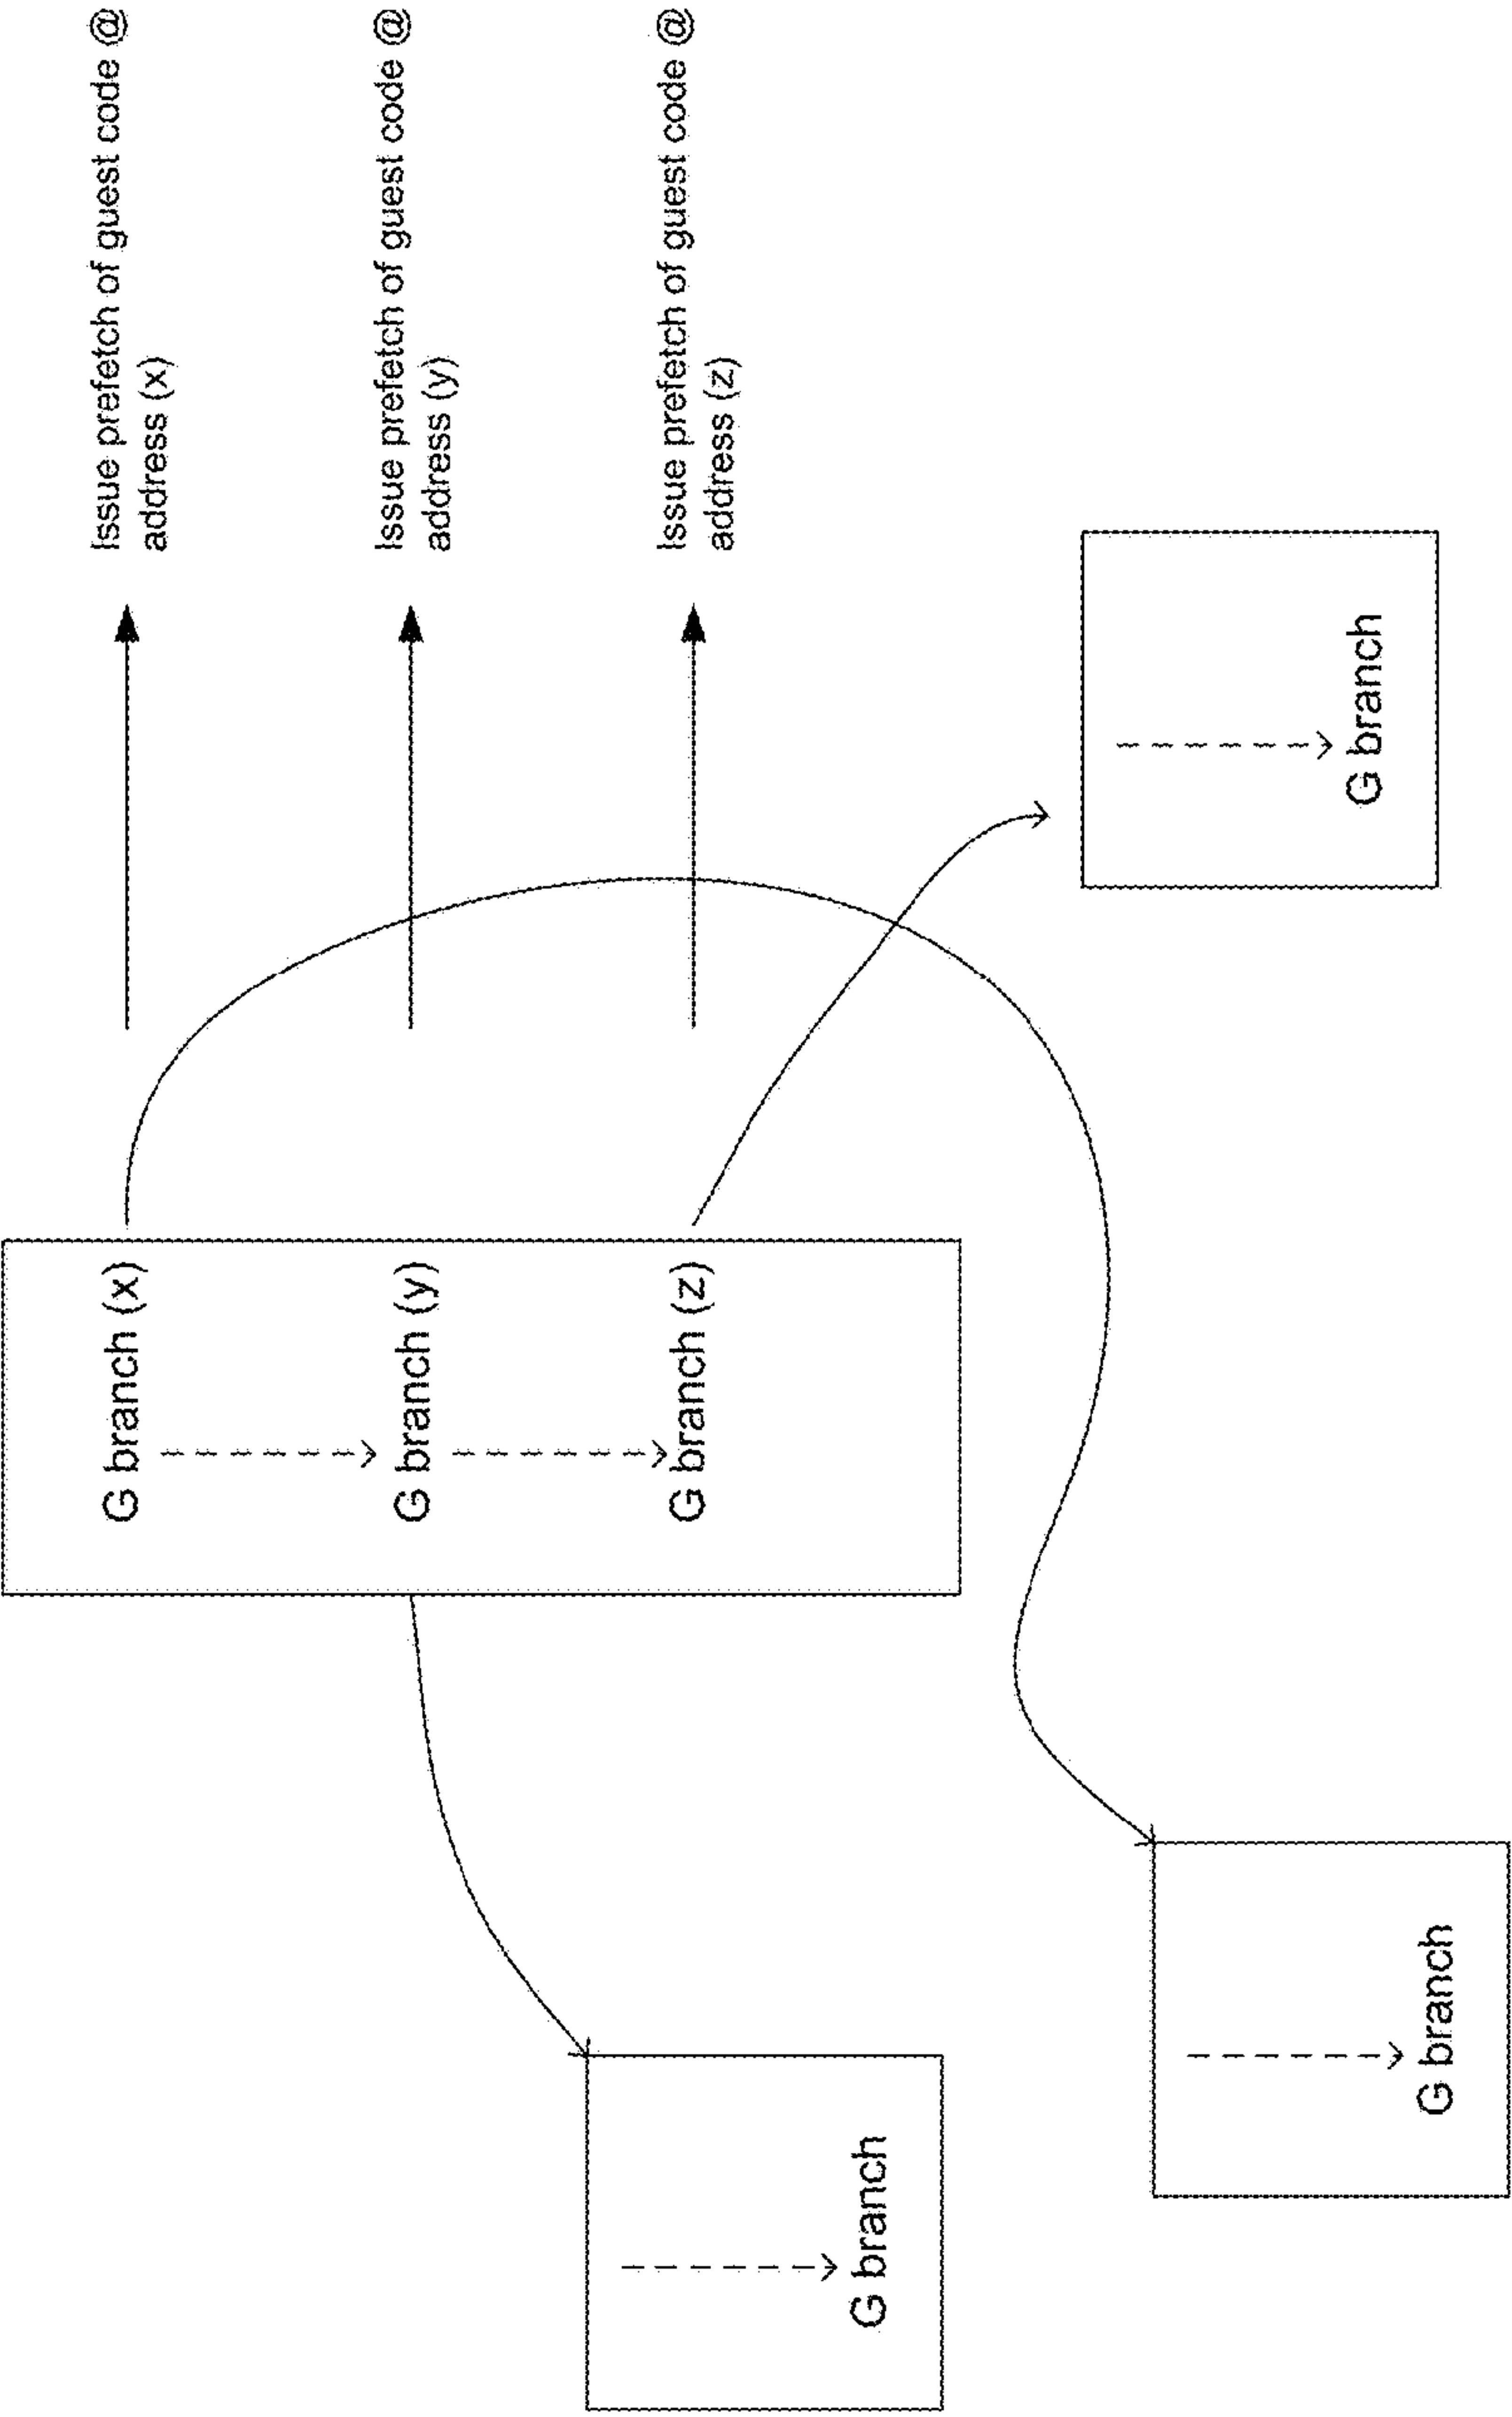 G branch (x)
G branch (y)
G branch (z)
Issue prefetch of guest code @
address (x)
Issue prefetch of guest code @
address (y)
Issue prefetch of guest code @
address (z)
G branch
G branch
G branch